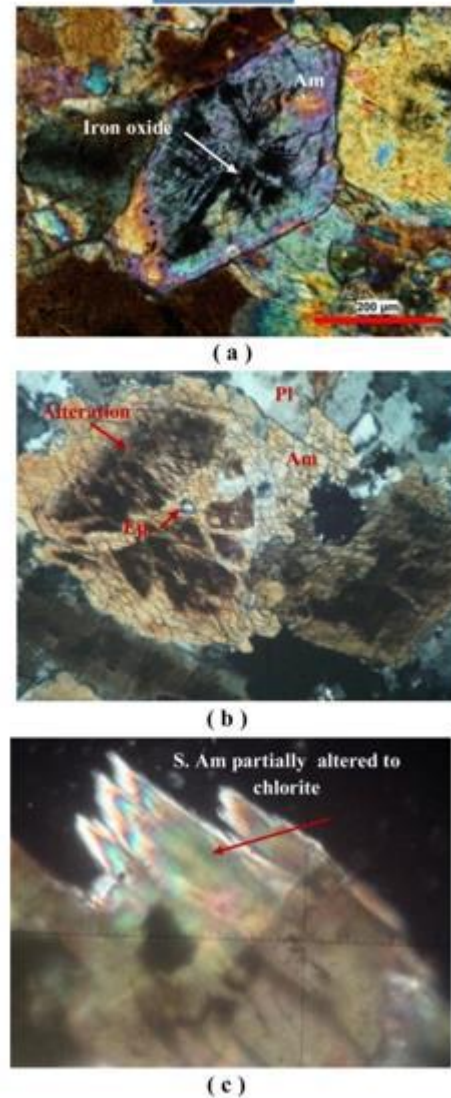 Am
Iron oxide
200 µm
( a )
Pl
Alteration
Am
Ep
( b )
S. Am partially altered to
chlorite
( c )